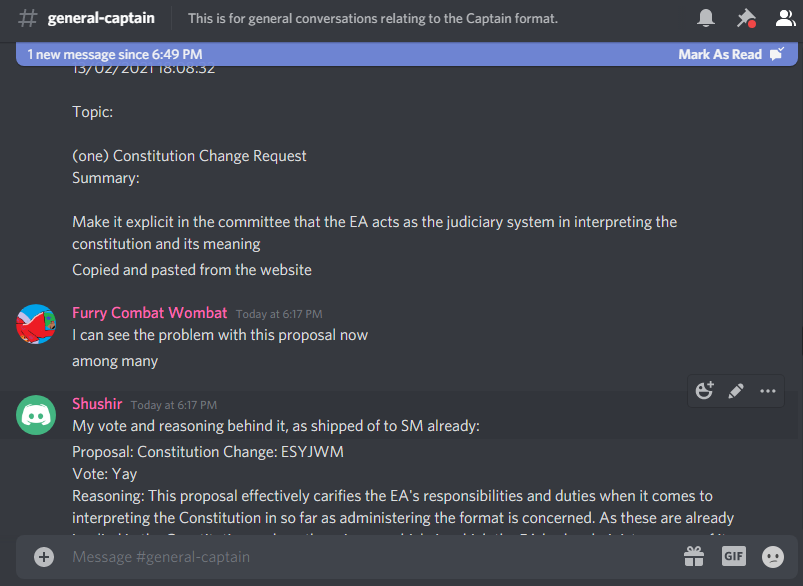 # general-captain
This is for general conversations relating to the Captain format.
1 new message since 6:49 PM
Mark As Read
13/02/2021 18:08:32
Topic:
(one) Constitution Change Request
Summary:
Make it explicit in the committee that the EA acts as the judiciary system in interpreting the
constitution and its meaning
Copied and pasted from the website
Furry Combat Wombat Today at 6:17 PM
I can see the problem with this proposal now
among many
Shushir Today at 6:17 PM
My vote and reasoning behind it, as shipped of to SM already:
Proposal: Constitution Change: ESYJWM
Vote: Yay
Reasoning: This proposal effectively carifies the EA's responsibilities and duties when it comes to
interpreting the Constitution in so far as administering the format is concerned. As these are already
Message #general-captain
GIF